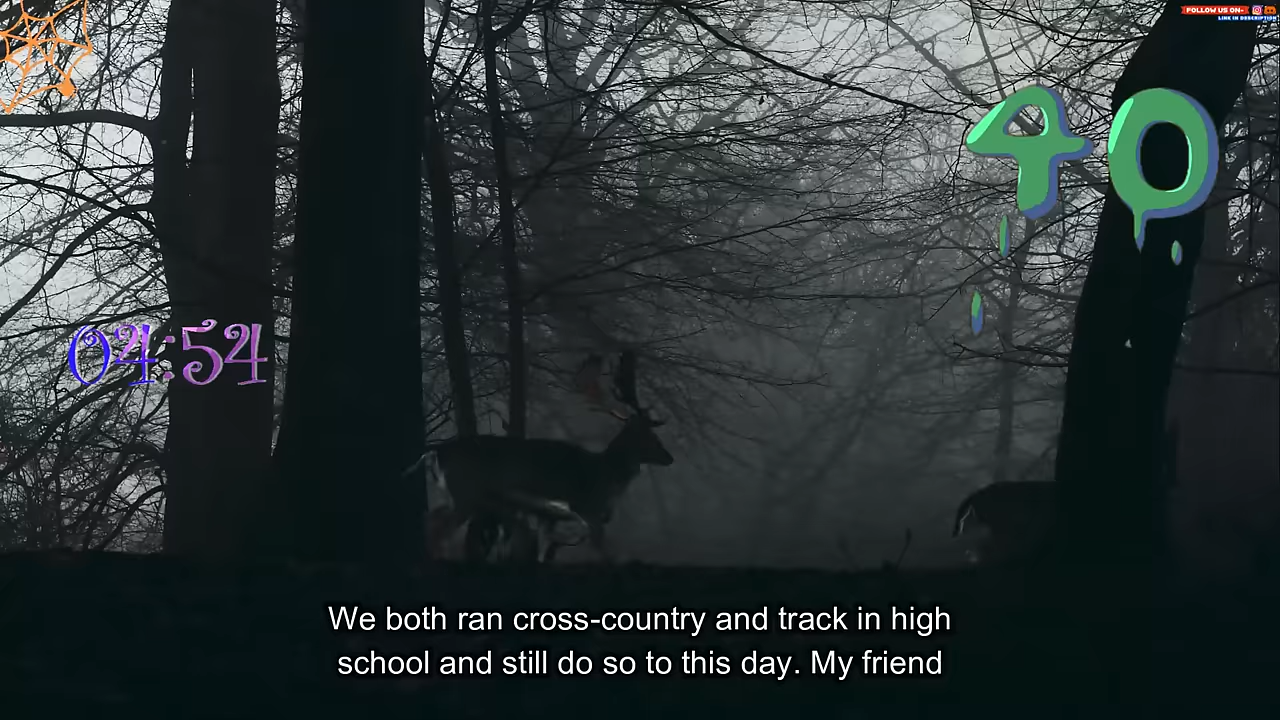 FOLLOW US ON-
LINK IN DESCRIPTION
40
04:54
We both ran cross-country and track in high
school and still do so to this day. My friend